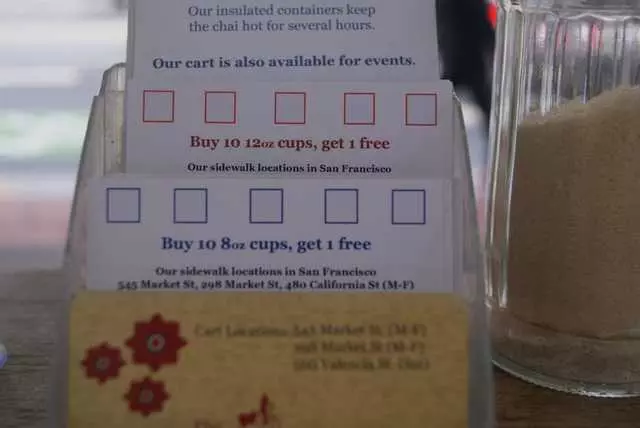 Our insulated containers keep
the chai hot for several hours.
Our cart is also available for events.
Buy 10 12oz cups, get 1 free
Our sidewalk locations in San Francisco
Buy 10 8oz cups, get 1 free
Our sidewalk locations in San Francisco
545 Market St, 298 Market St, 480 California St (M-F)
Cart Locations: 545 Market St. (M-F)
298 Market St (M-F)
Valencia St.
The